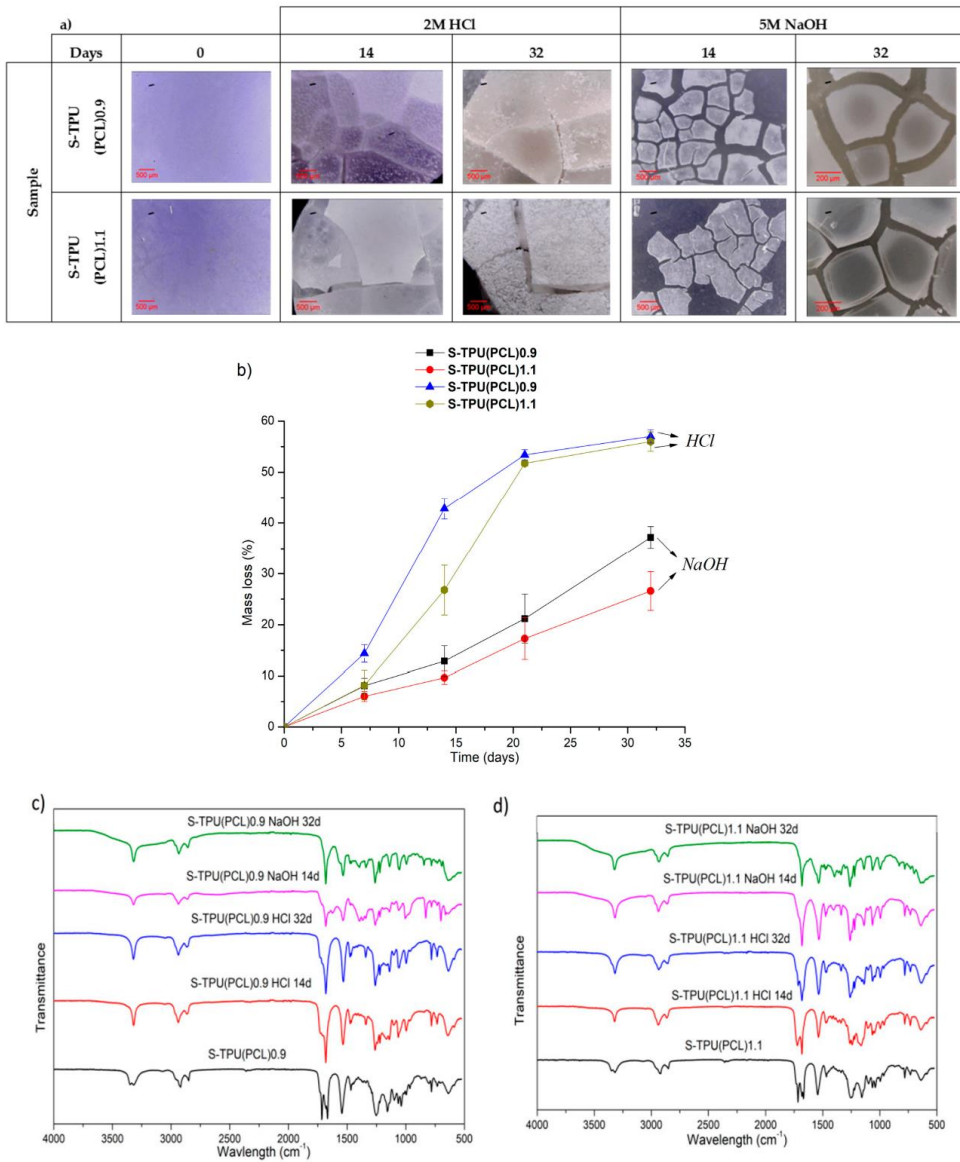 a)
2M HCl
5M NaOH
Days
0
14
32
14
32
Sample
S-TPU
(PCL)0.9
500 µm
500 µm
500 µm
500 µm
200 µm
S-TPU
(PCL)1.1
500 µm
500 µm
500 µm
500 µm
200 µm
b)
S-TPU(PCL)0.9
S-TPU(PCL)1.1
S-TPU(PCL)0.9
S-TPU(PCL)1.1
60
50
40
30
20
10
0
Mass loss (%)
HCl
NaOH
0
5
10
15
20
25
30
35
Time (days)
c)
S-TPU(PCL)0.9 NaOH 32d
S-TPU(PCL)0.9 NaOH 14d
S-TPU(PCL)0.9 HCl 32d
S-TPU(PCL)0.9 HCl 14d
S-TPU(PCL)0.9
Transmittance
4000
3500
3000
2500
2000
1500
1000
500
Wavelength (cm⁻¹)
d)
S-TPU(PCL)1.1 NaOH 32d
S-TPU(PCL)1.1 NaOH 14d
S-TPU(PCL)1.1 HCl 32d
S-TPU(PCL)1.1 HCl 14d
S-TPU(PCL)1.1
Transmittance
4000
3500
3000
2500
2000
1500
1000
500
Wavelength (cm⁻¹)